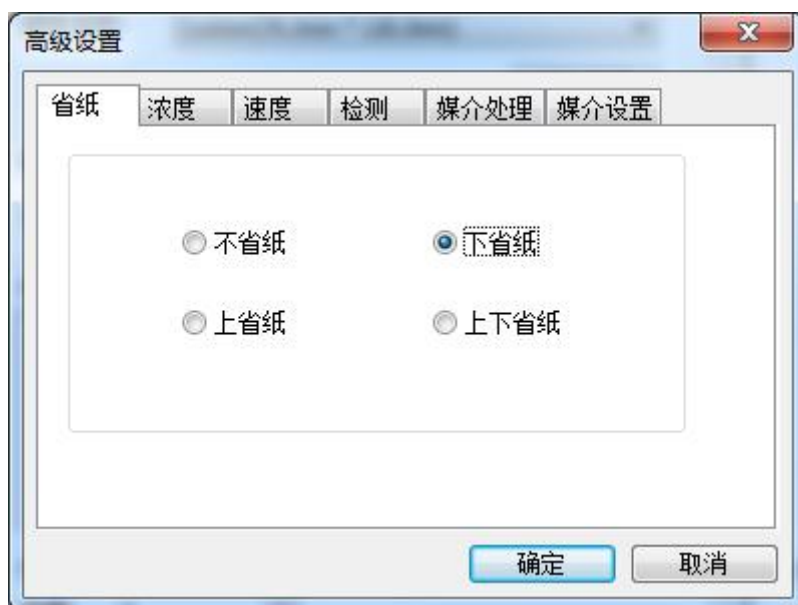 高级设置
省纸 浓度 速度 检测 媒介处理 媒介设置
不省纸 下省纸
上省纸 上下省纸
确定 取消